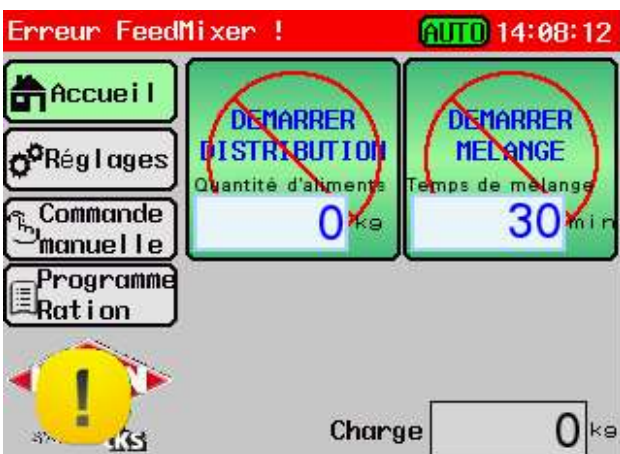 Erreur FeedMixer !
AUTO 14:08:12
Accueil
Réglages
Commande
manuelle
Programme
Ration
DEMARRER
DISTRIBUTION
Quantité d'aliments
0 kg
DEMARRER
MELANGE
Temps de mélange
30 min
!
Charge 0 kg